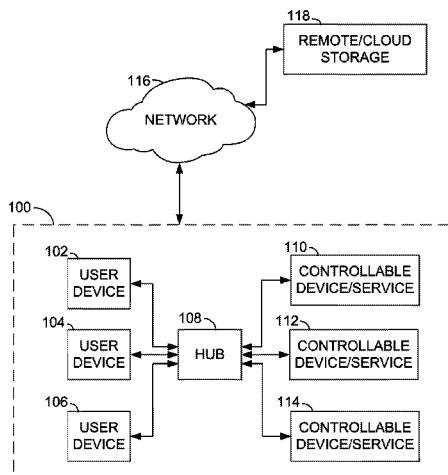 118
REMOTE/CLOUD
STORAGE
116
NETWORK
100
102
USER
DEVICE
104
USER
DEVICE
106
USER
DEVICE
108
HUB
110
CONTROLLABLE
DEVICE/SERVICE
112
CONTROLLABLE
DEVICE/SERVICE
114
CONTROLLABLE
DEVICE/SERVICE